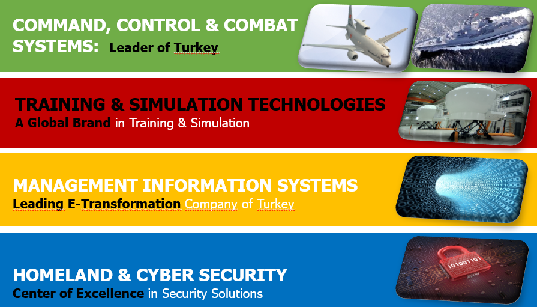 COMMAND, CONTROL & COMBAT
SYSTEMS: Leader of Turkey
TRAINING & SIMULATION TECHNOLOGIES
A Global Brand in Training & Simulation
MANAGEMENT INFORMATION SYSTEMS
Leading E-Transformation Company of Turkey
HOMELAND & CYBER SECURITY
Center of Excellence in Security Solutions